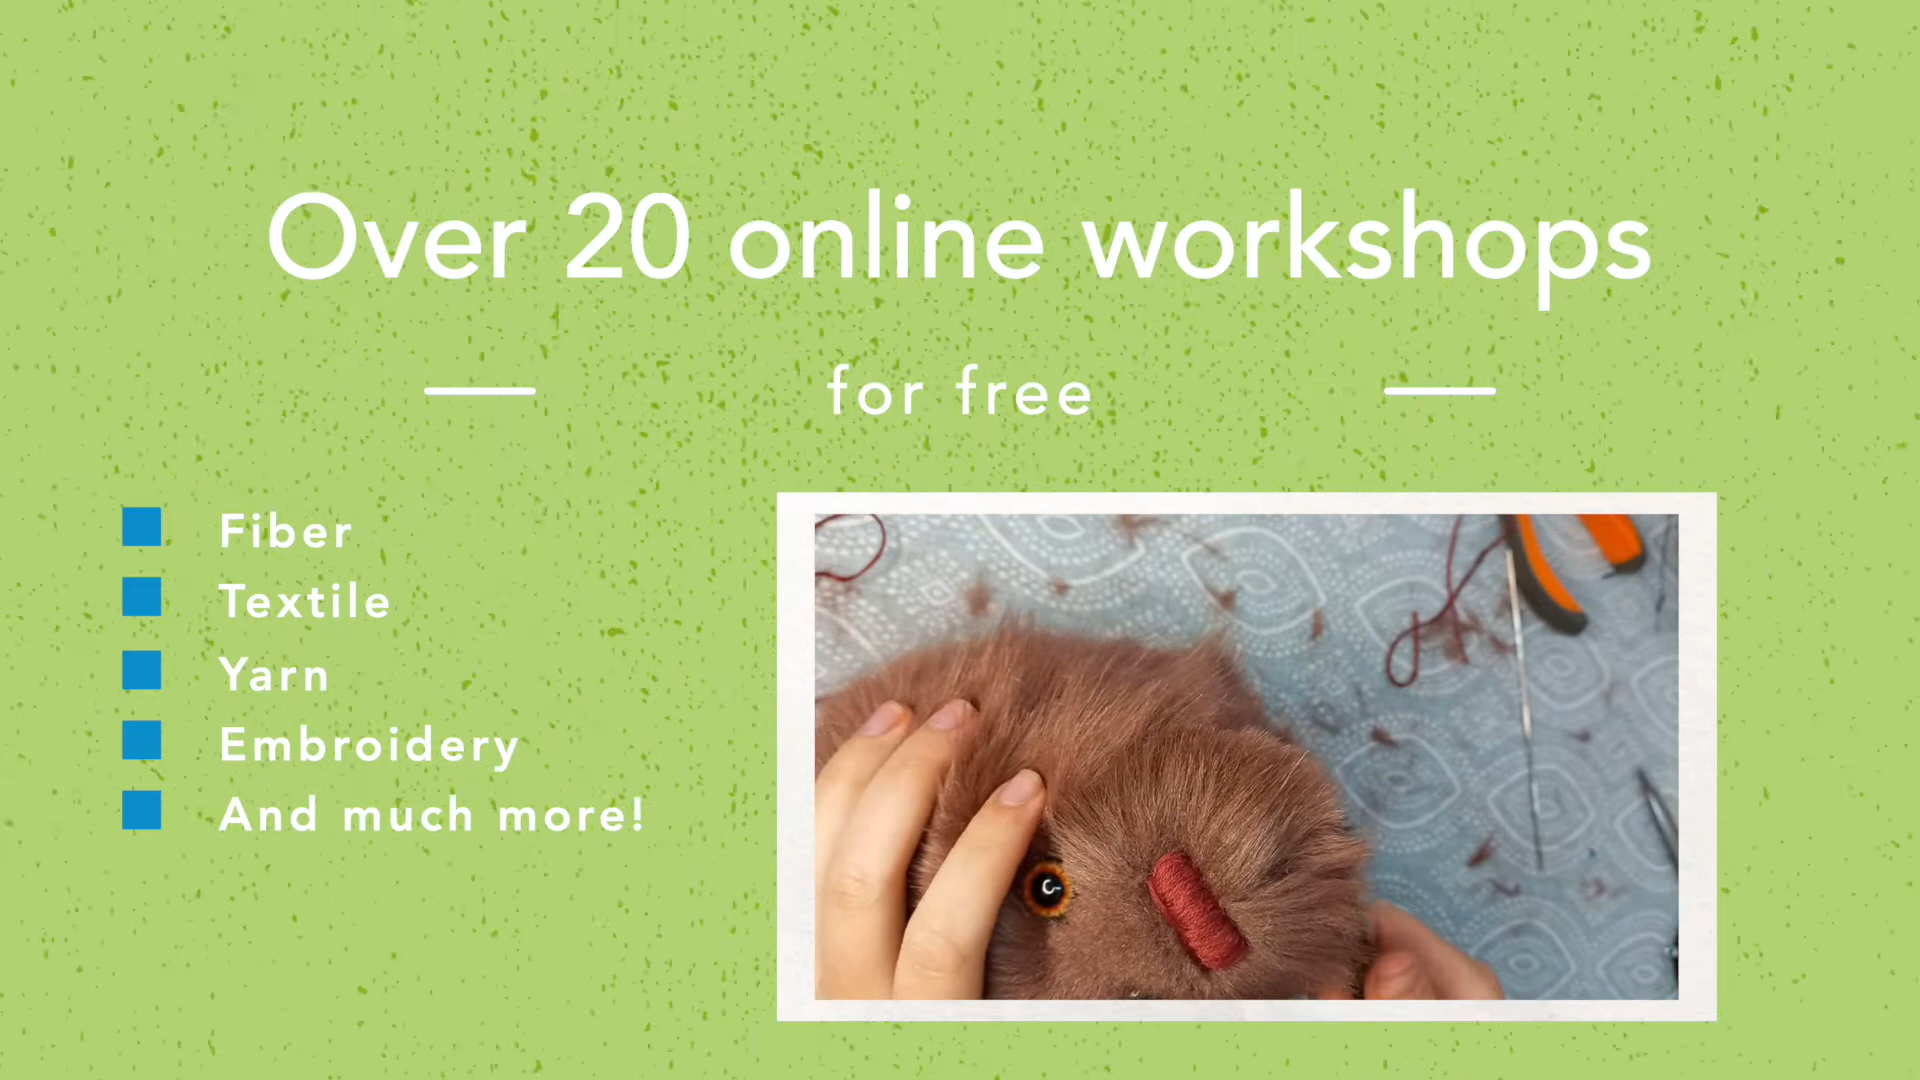 Over 20 online workshops
for free
Fiber
Textile
Yarn
Embroidery
And much more!